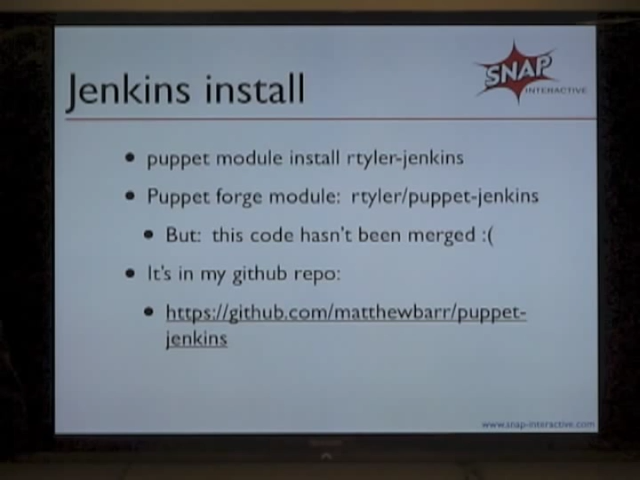 Jenkins install
SNAP
INTERACTIVE
• puppet module install rtyler-jenkins
• Puppet forge module: rtyler/puppet-jenkins
• But: this code hasn't been merged :(
• It's in my github repo:
• https://github.com/matthewbarr/puppet-
jenkins
www.snap-interactive.com